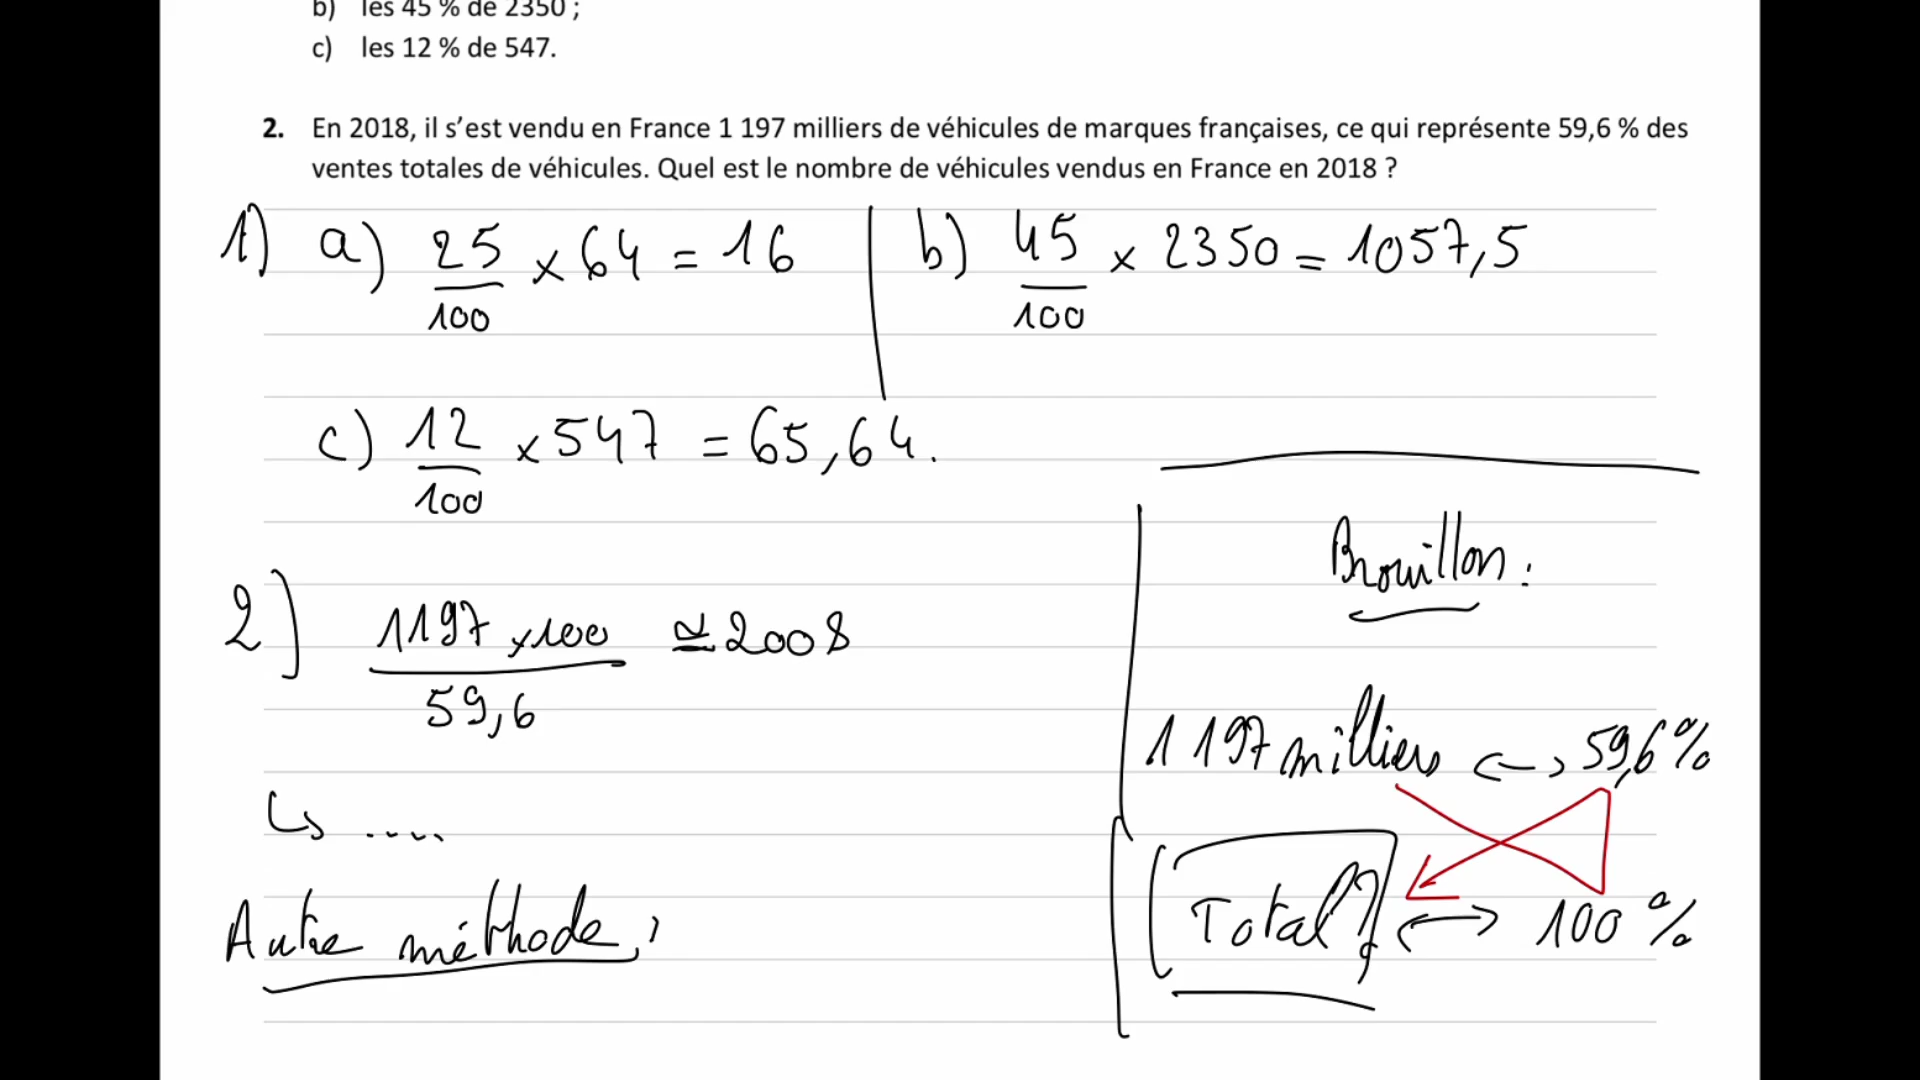 b) les 45 % de 2350 ;
c) les 12 % de 547.
2. En 2018, il s’est vendu en France 1 197 milliers de véhicules de marques françaises, ce qui représente 59,6 % des
ventes totales de véhicules. Quel est le nombre de véhicules vendus en France en 2018 ?
1) a) 25/100 × 64 = 16
b) 45/100 × 2350 = 1057,5
c) 12/100 × 547 = 65,64.
2) 1197 × 100 / 59,6 ≃ 2008
↳ ....
Autre méthode :
Brouillon :
1 197 milliers ↔ 59,6 %
Total ? ↔ 100 %